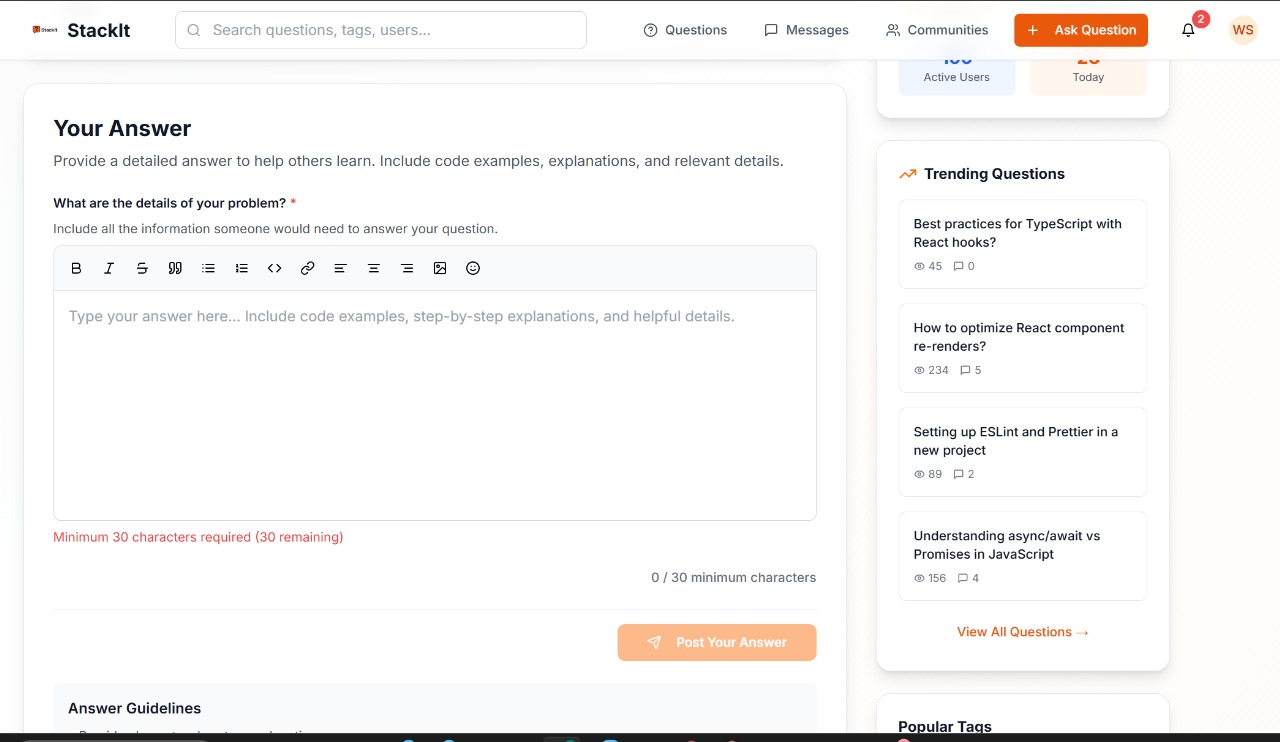 StackIt
StackIt
Search questions, tags, users...
Questions
Messages
Communities
Ask Question
2
WS
Active Users
Today
Your Answer
Provide a detailed answer to help others learn. Include code examples, explanations, and relevant details.
What are the details of your problem? *
Include all the information someone would need to answer your question.
Type your answer here... Include code examples, step-by-step explanations, and helpful details.
Minimum 30 characters required (30 remaining)
0 / 30 minimum characters
Post Your Answer
Answer Guidelines
Trending Questions
Best practices for TypeScript with
React hooks?
45 0
How to optimize React component
re-renders?
234 5
Setting up ESLint and Prettier in a
new project
89 2
Understanding async/await vs
Promises in JavaScript
156 4
View All Questions →
Popular Tags